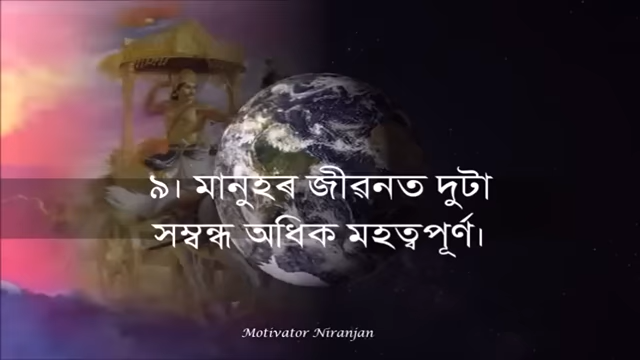 ৯। মানুহৰ জীৱনত দুটা
সম্বন্ধ অধিক মহত্বপূৰ্ণ।
Motivator Niranjan